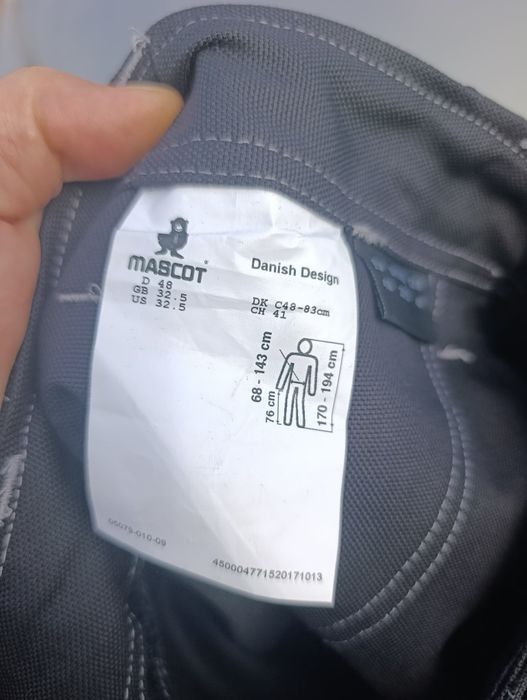 MASCOT®
Danish Design
D 48
GB 32.5
US 32.5
DK C48-83cm
CH 41
68 - 143 cm
76 cm
170 - 194 cm
05079-010-09
450004771520171013